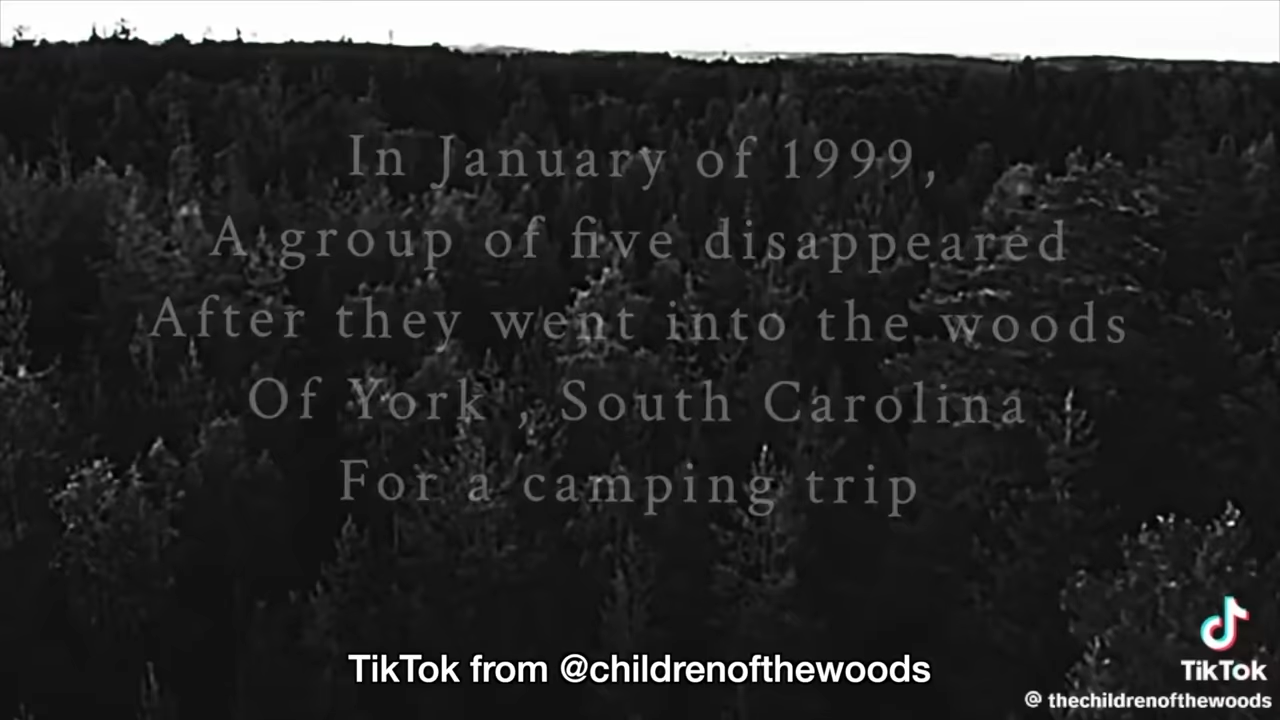 In January of 1999,
A group of five disappeared
After they went into the woods
Of York , South Carolina
For a camping trip
TikTok from @childrenofthewoods
TikTok
@ thechildrenofthewoods